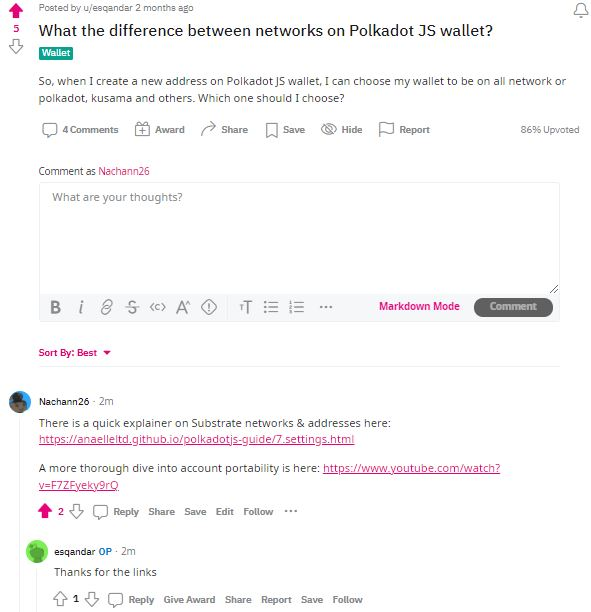 Posted by u/esqandar 2 months ago
5
What the difference between networks on Polkadot JS wallet?
Wallet
So, when I create a new address on Polkadot JS wallet, I can choose my wallet to be on all network or
polkadot, kusama and others. Which one should I choose?
4 Comments Award Share Save Hide Report 86% Upvoted
Comment as Nachann26
What are your thoughts?
B i S <c> A TT Markdown Mode Comment
Sort By: Best
Nachann26 · 2m
There is a quick explainer on Substrate networks & addresses here:
https://anaelleltd.github.io/polkadotjs-guide/7.settings.html
A more thorough dive into account portability is here: https://www.youtube.com/watch?
v=F7ZFyeky9rQ
2 Reply Share Save Edit Follow ...
esqandar OP · 2m
Thanks for the links
1 Reply Give Award Share Report Save Follow